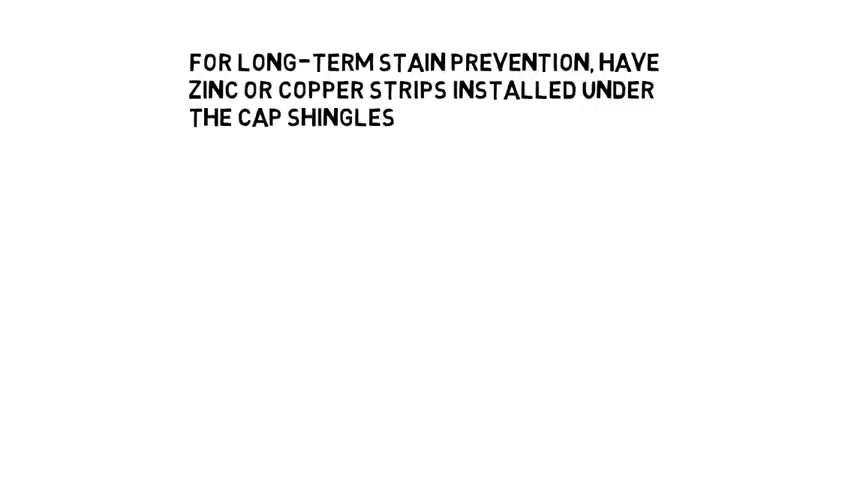 FOR LONG-TERM STAIN PREVENTION, HAVE
ZINC OR COPPER STRIPS INSTALLED UNDER
THE CAP SHINGLES